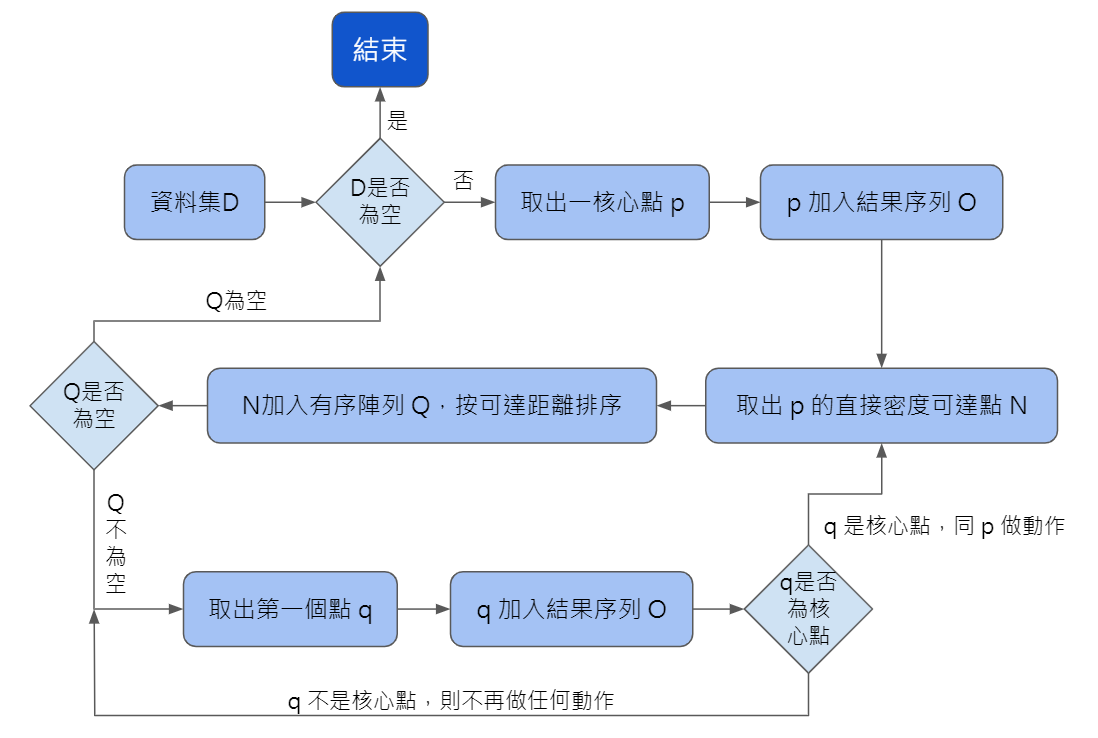 結束
是
資料集D
D是否
為空
否
取出一核心點 p
p 加入結果序列 O
Q為空
Q是否
為空
N加入有序陣列 Q，按可達距離排序
取出 p 的直接密度可達點 N
Q
不
為
空
q 是核心點，同 p 做動作
取出第一個點 q
q 加入結果序列 O
q是否
為核
心點
q 不是核心點，則不再做任何動作